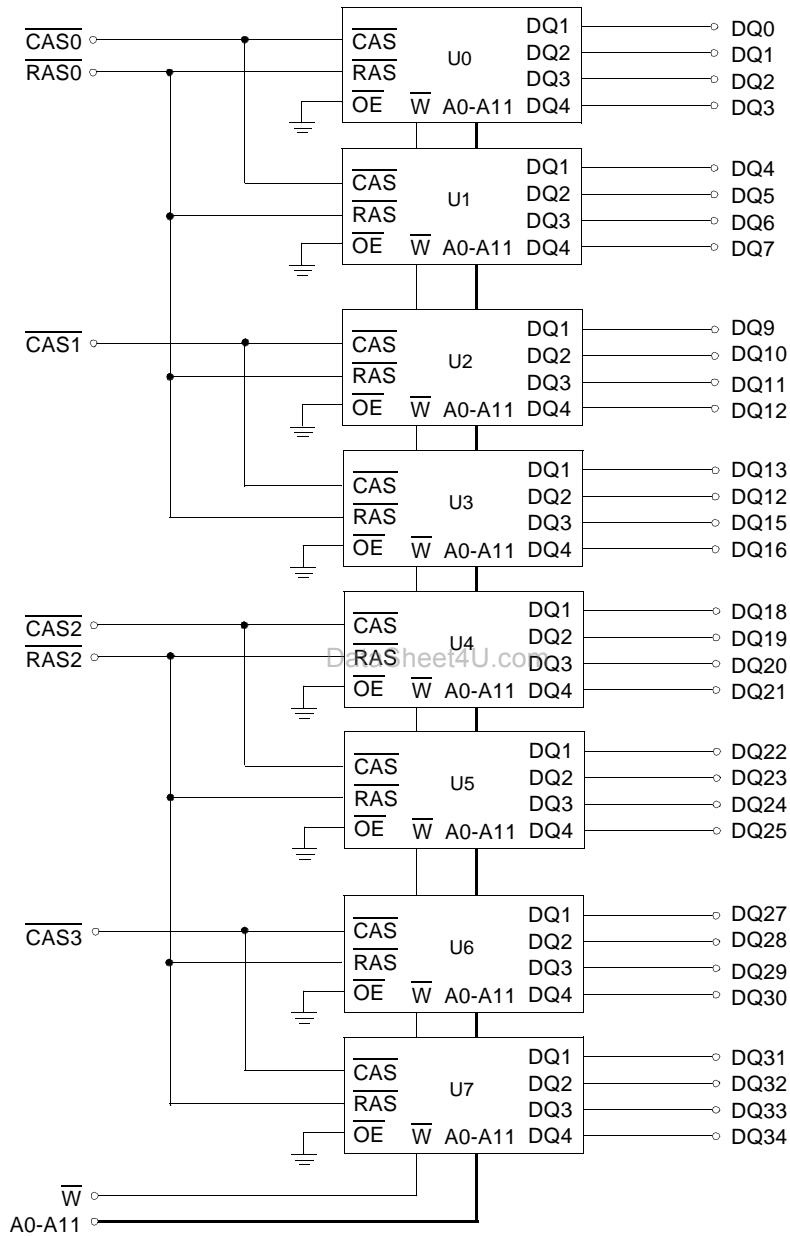 CAS0
RAS0
CAS
RAS
OE
W
A0-A11
U0
DQ1
DQ2
DQ3
DQ4
DQ0
DQ1
DQ2
DQ3
CAS
RAS
OE
W
A0-A11
U1
DQ1
DQ2
DQ3
DQ4
DQ4
DQ5
DQ6
DQ7
CAS1
CAS
RAS
OE
W
A0-A11
U2
DQ1
DQ2
DQ3
DQ4
DQ9
DQ10
DQ11
DQ12
CAS
RAS
OE
W
A0-A11
U3
DQ1
DQ2
DQ3
DQ4
DQ13
DQ12
DQ15
DQ16
CAS2
RAS2
CAS
RAS
OE
W
A0-A11
U4
DQ1
DQ2
DQ3
DQ4
DQ18
DQ19
DQ20
DQ21
DataSheet4U.com
CAS
RAS
OE
W
A0-A11
U5
DQ1
DQ2
DQ3
DQ4
DQ22
DQ23
DQ24
DQ25
CAS3
CAS
RAS
OE
W
A0-A11
U6
DQ1
DQ2
DQ3
DQ4
DQ27
DQ28
DQ29
DQ30
CAS
RAS
OE
W
A0-A11
U7
DQ1
DQ2
DQ3
DQ4
DQ31
DQ32
DQ33
DQ34
W
A0-A11